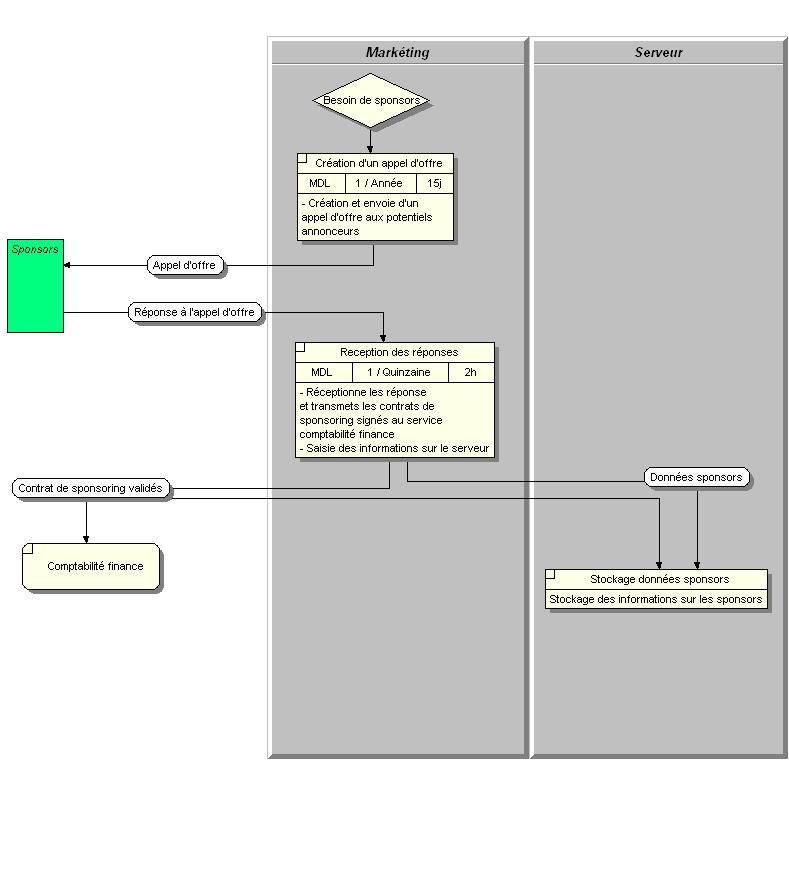 Markéting
Serveur
Besoin de sponsors
Création d'un appel d'offre
MDL 1 / Année 15j
- Création et envoie d'un
appel d'offre aux potentiels
annonceurs
Sponsors
Appel d'offre
Réponse à l'appel d'offre
Reception des réponses
MDL 1 / Quinzaine 2h
- Réceptionne les réponse
et transmets les contrats de
sponsoring signés au service
comptabilité finance
- Saisie des informations sur le serveur
Données sponsors
Contrat de sponsoring validés
Comptabilité finance
Stockage données sponsors
Stockage des informations sur les sponsors